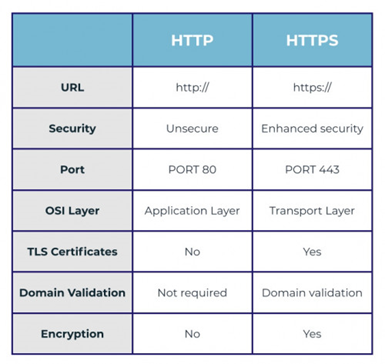 HTTP HTTPS
URL http:// https://
Security Unsecure Enhanced security
Port PORT 80 PORT 443
OSI Layer Application Layer Transport Layer
TLS Certificates No Yes
Domain Validation Not required Domain validation
Encryption No Yes